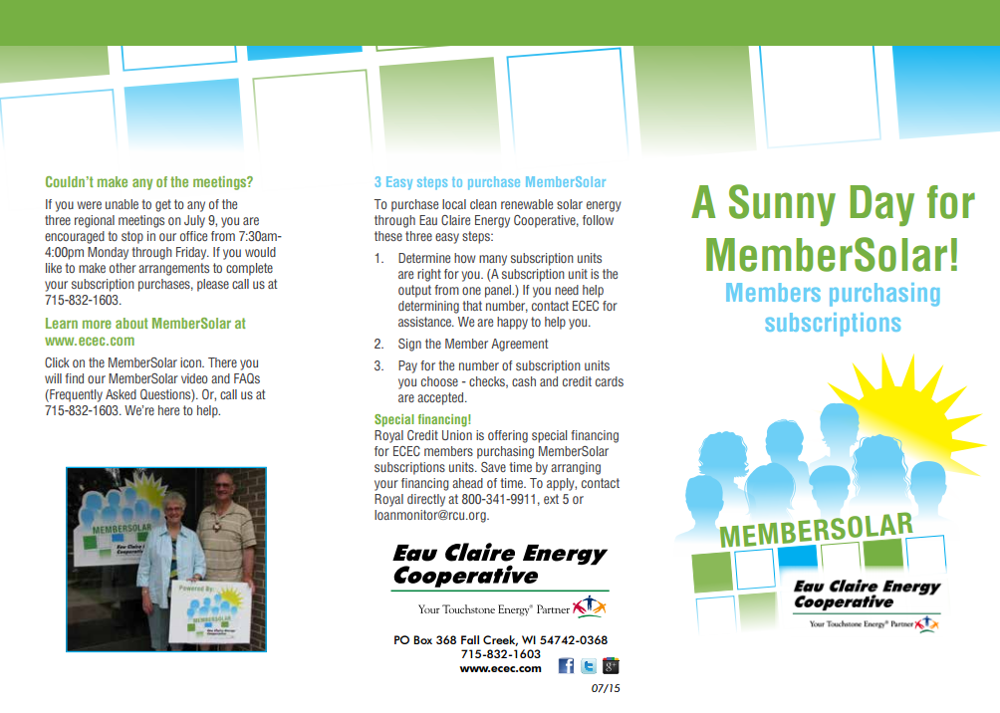 Couldn't make any of the meetings?
If you were unable to get to any of the
three regional meetings on July 9, you are
encouraged to stop in our office from 7:30am-
4:00pm Monday through Friday. If you would
like to make other arrangements to complete
your subscription purchases, please call us at
715-832-1603.
Learn more about MemberSolar at
www.ecec.com
Click on the MemberSolar icon. There you
will find our MemberSolar video and FAQs
(Frequently Asked Questions). Or, call us at
715-832-1603. We're here to help.
MEMBERSOLAR
Eau Claire
Cooperative
Powered By:
MEMBERSOLAR
Eau Claire Energy
Cooperative
3 Easy steps to purchase MemberSolar
To purchase local clean renewable solar energy
through Eau Claire Energy Cooperative, follow
these three easy steps:
1. Determine how many subscription units
are right for you. (A subscription unit is the
output from one panel.) If you need help
determining that number, contact ECEC for
assistance. We are happy to help you.
2. Sign the Member Agreement
3. Pay for the number of subscription units
you choose - checks, cash and credit cards
are accepted.
Special financing!
Royal Credit Union is offering special financing
for ECEC members purchasing MemberSolar
subscriptions units. Save time by arranging
your financing ahead of time. To apply, contact
Royal directly at 800-341-9911, ext 5 or
loanmonitor@rcu.org.
Eau Claire Energy
Cooperative
Your Touchstone Energy® Partner
PO Box 368 Fall Creek, WI 54742-0368
715-832-1603
www.ecec.com
07/15
A Sunny Day for
MemberSolar!
Members purchasing
subscriptions
MEMBERSOLAR
Eau Claire Energy
Cooperative
Your Touchstone Energy® Partner